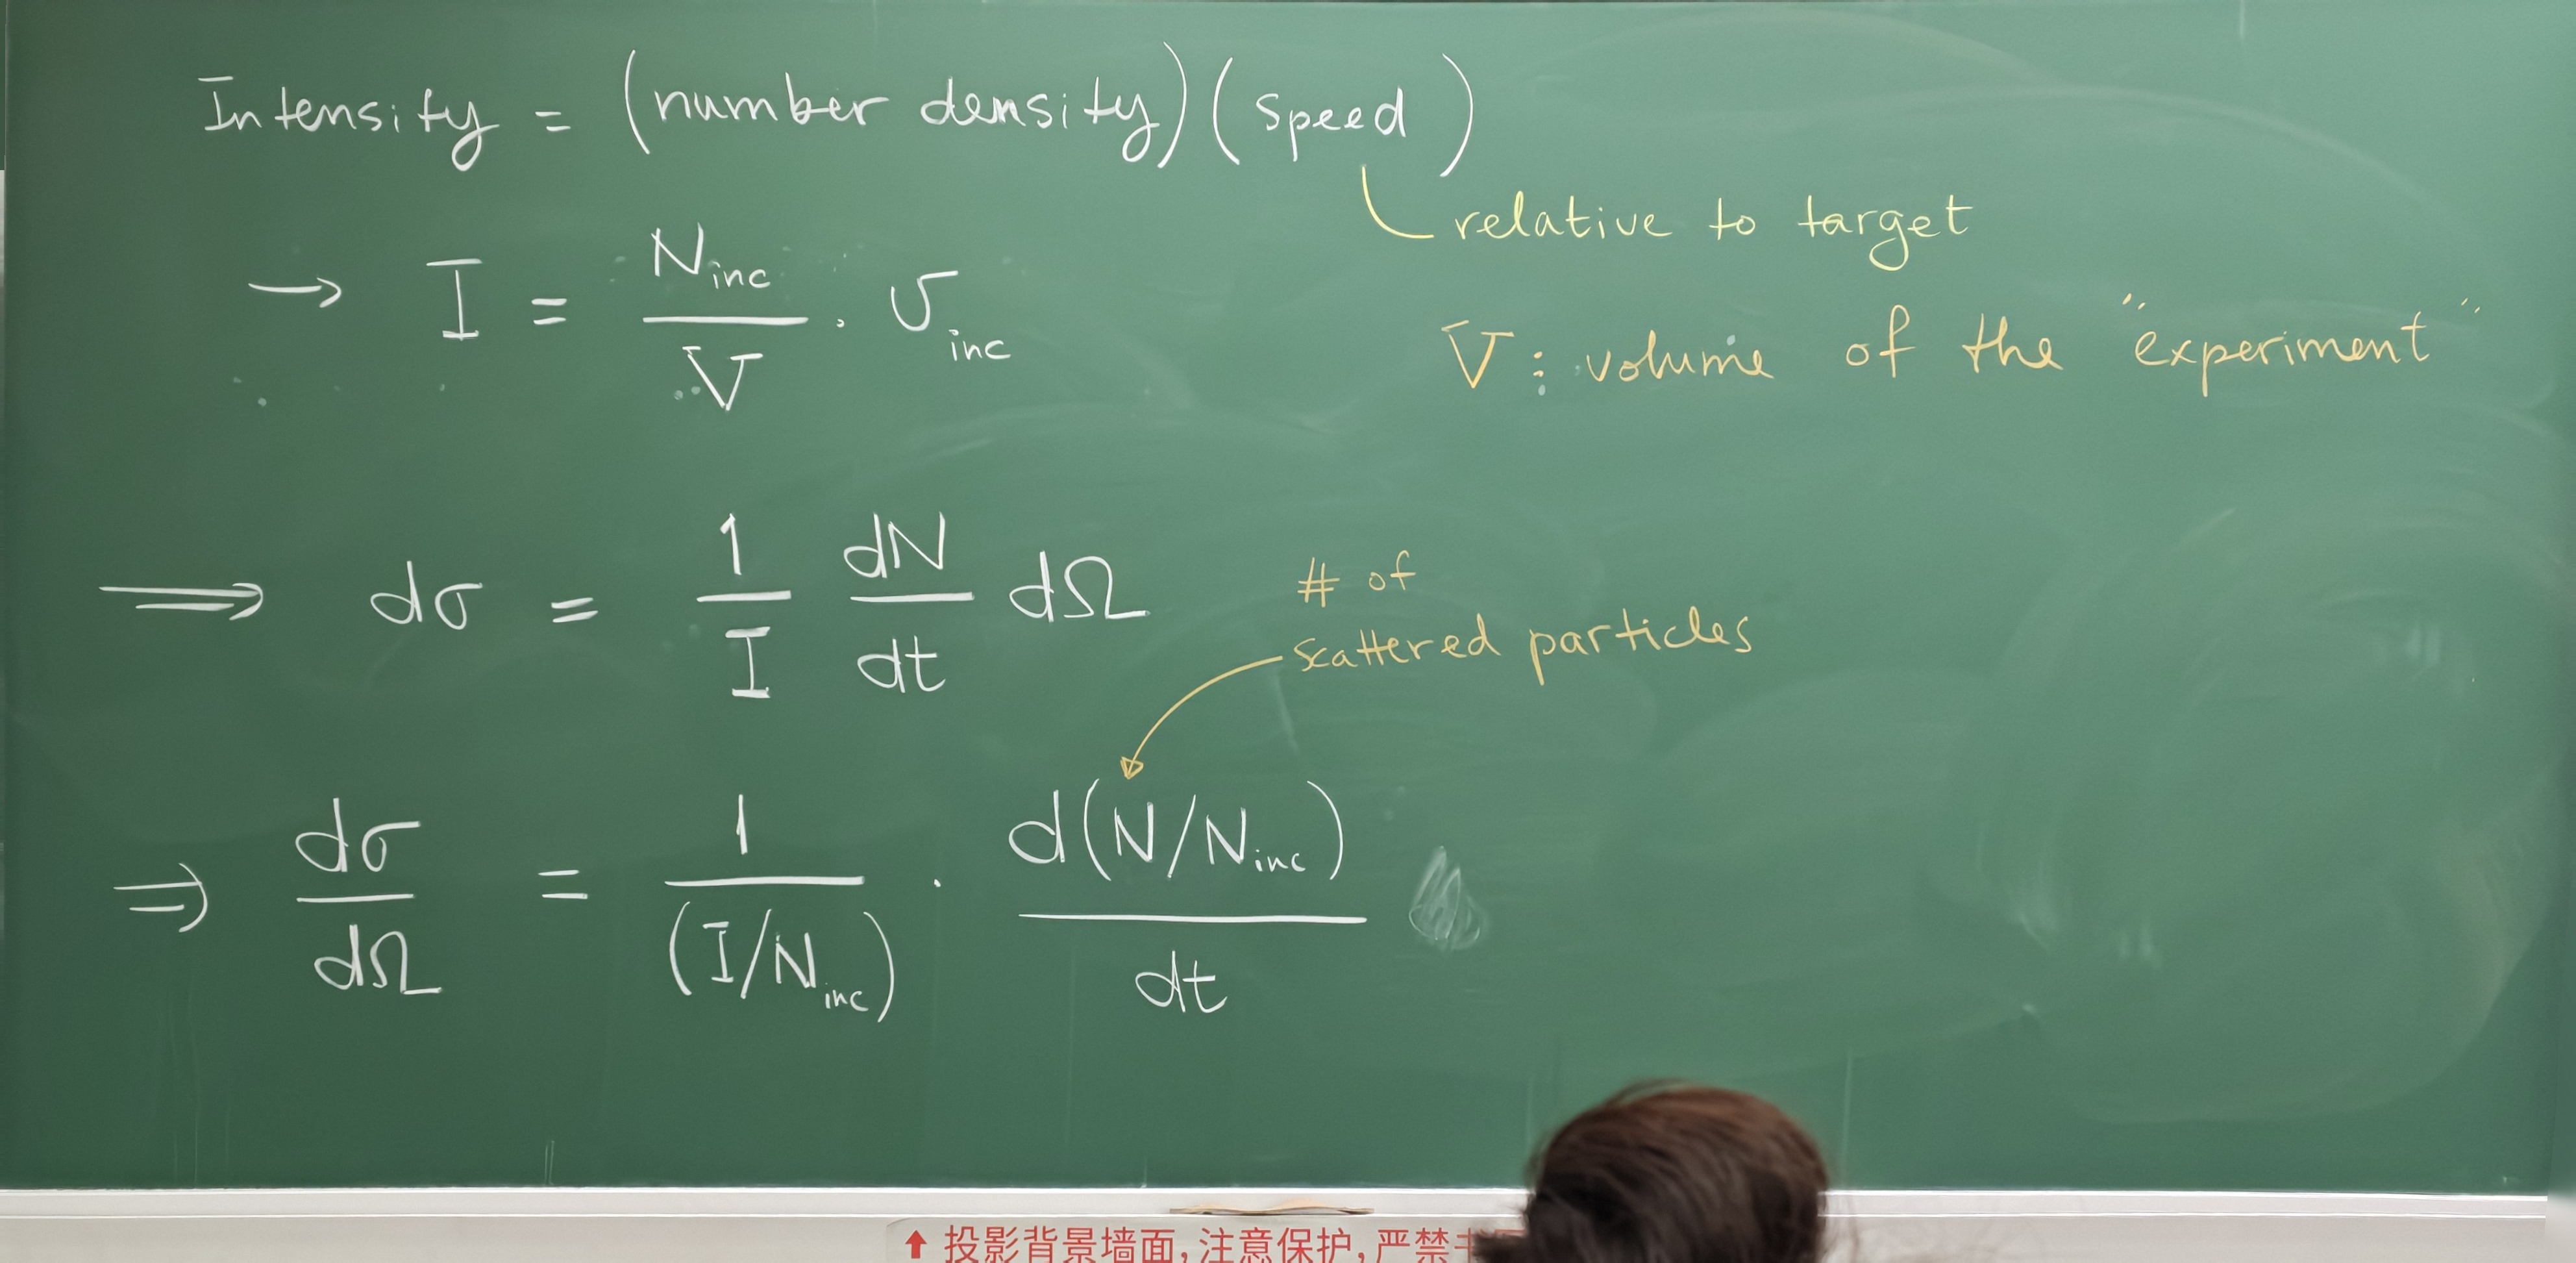 Intensity = (number density)(speed)
relative to target
→ I = N_inc / V · v_inc
V : volume of the "experiment"
⟹ dσ = 1/I dN/dt dΩ
# of
scattered particles
⇒ dσ/dΩ = 1/(I/N_inc) · d(N/N_inc)/dt
↑ 投影背景墙面,注意保护,严禁